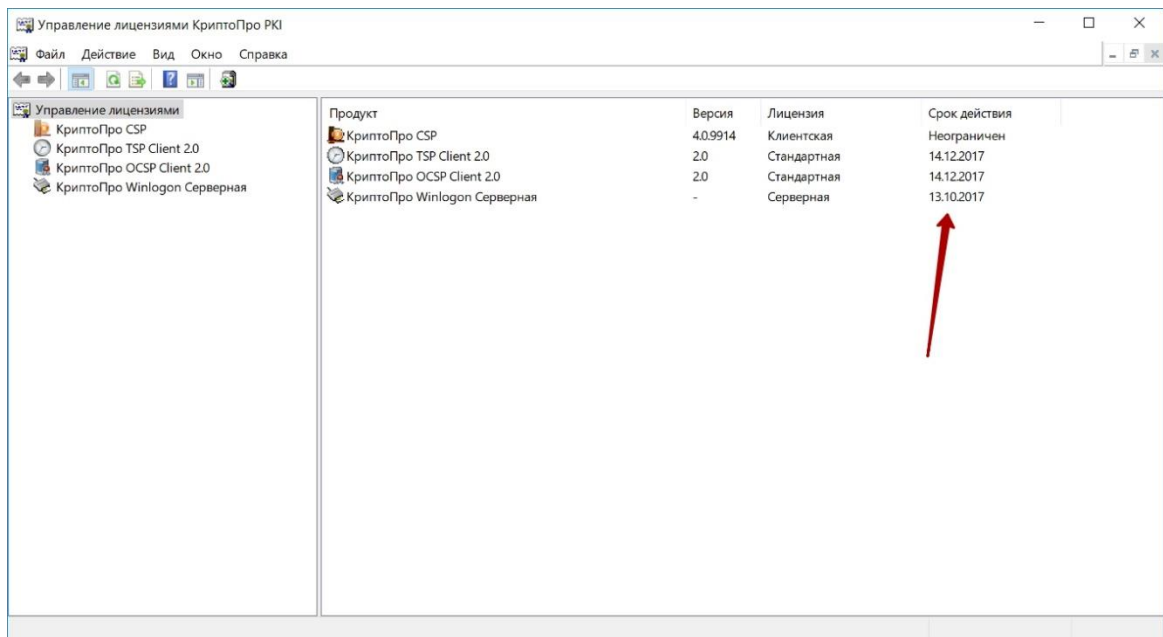 Управление лицензиями КриптоПро PKI
Файл Действие Вид Окно Справка
Управление лицензиями
КриптоПро CSP
КриптоПро TSP Client 2.0
КриптоПро OCSP Client 2.0
КриптоПро Winlogon Серверная
Продукт Версия Лицензия Срок действия
КриптоПро CSP 4.0.9914 Клиентская Неограничен
КриптоПро TSP Client 2.0 2.0 Стандартная 14.12.2017
КриптоПро OCSP Client 2.0 2.0 Стандартная 14.12.2017
КриптоПро Winlogon Серверная - Серверная 13.10.2017